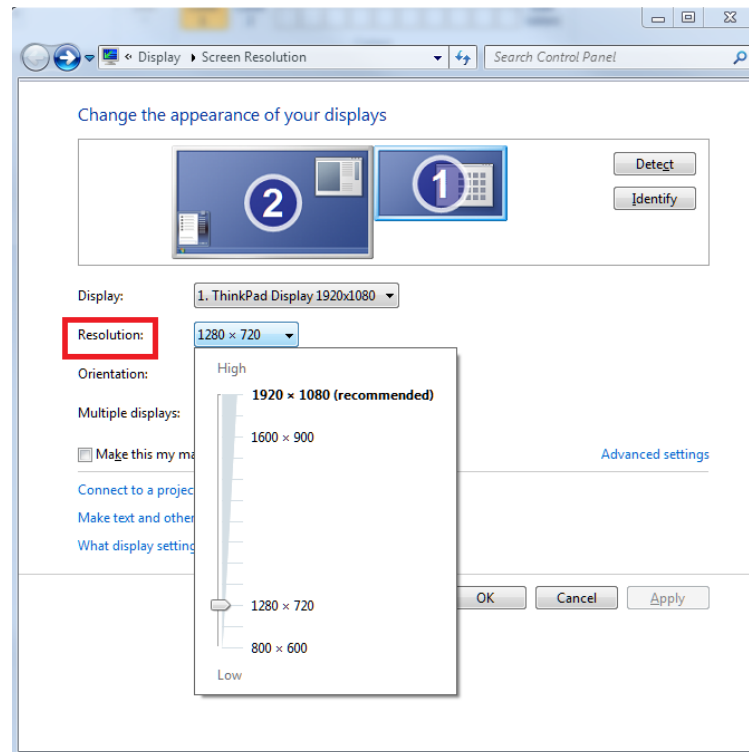 « Display ▸ Screen Resolution
Search Control Panel
Change the appearance of your displays
2
1
Detect
Identify
Display: 1. ThinkPad Display 1920x1080
Resolution: 1280 × 720
Orientation:
High
1920 × 1080 (recommended)
Multiple displays:
1600 × 900
Make this my ma
Advanced settings
Connect to a projec
Make text and other
What display setting
1280 × 720
OK Cancel Apply
800 × 600
Low